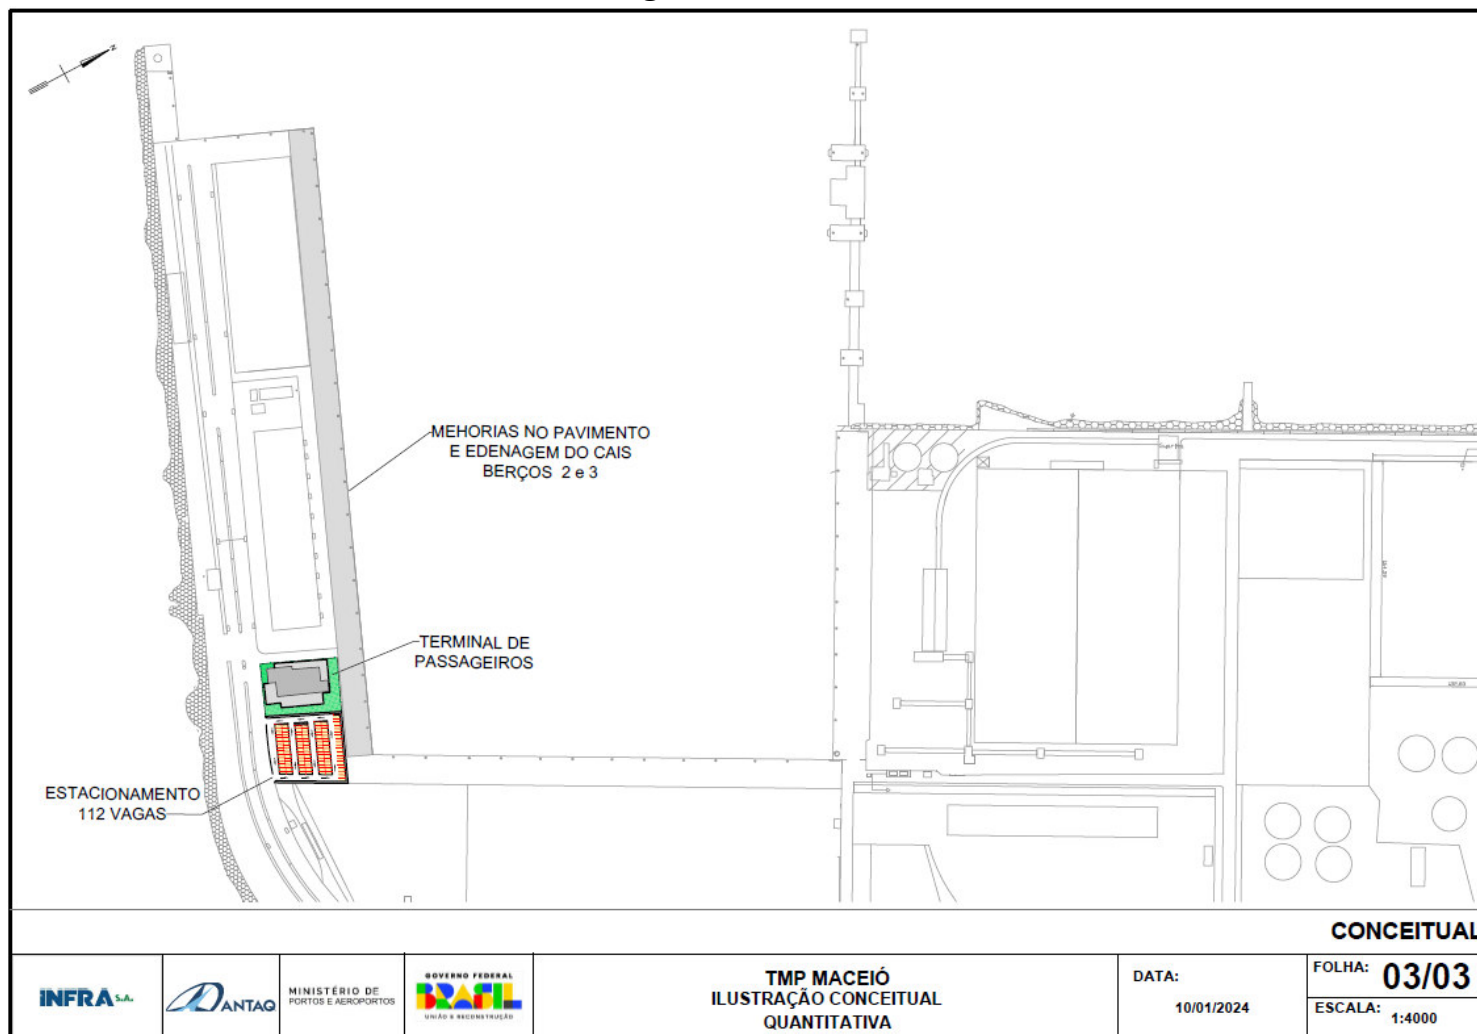 N
MEHORIAS NO PAVIMENTO
E EDENAGEM DO CAIS
BERÇOS 2 e 3
TERMINAL DE
PASSAGEIROS
ESTACIONAMENTO
112 VAGAS
CONCEITUAL
INFRA S.A.
ANTAQ
MINISTÉRIO DE
PORTOS E AEROPORTOS
GOVERNO FEDERAL
BRASIL
UNIÃO E RECONSTRUÇÃO
TMP MACEIÓ
ILUSTRAÇÃO CONCEITUAL
QUANTITATIVA
DATA:
10/01/2024
FOLHA: 03/03
ESCALA: 1:4000